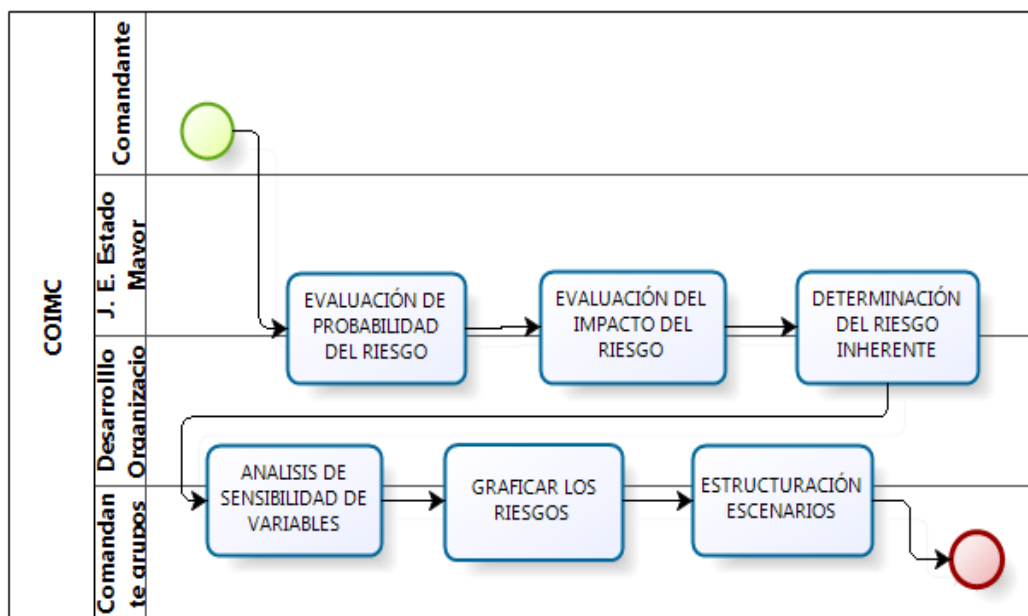 COIMC
Comandante
J. E. Estado
Mayor
Desarrolllo
Organizacio
Comandan
te grupos
EVALUACIÓN DE
PROBABILIDAD
DEL RIESGO
EVALUACIÓN DEL
IMPACTO DEL
RIESGO
DETERMINACIÓN
DEL RIESGO
INHERENTE
ANALISIS DE
SENSIBILIDAD DE
VARIABLES
GRAFICAR LOS
RIESGOS
ESTRUCTURACIÓN
ESCENARIOS